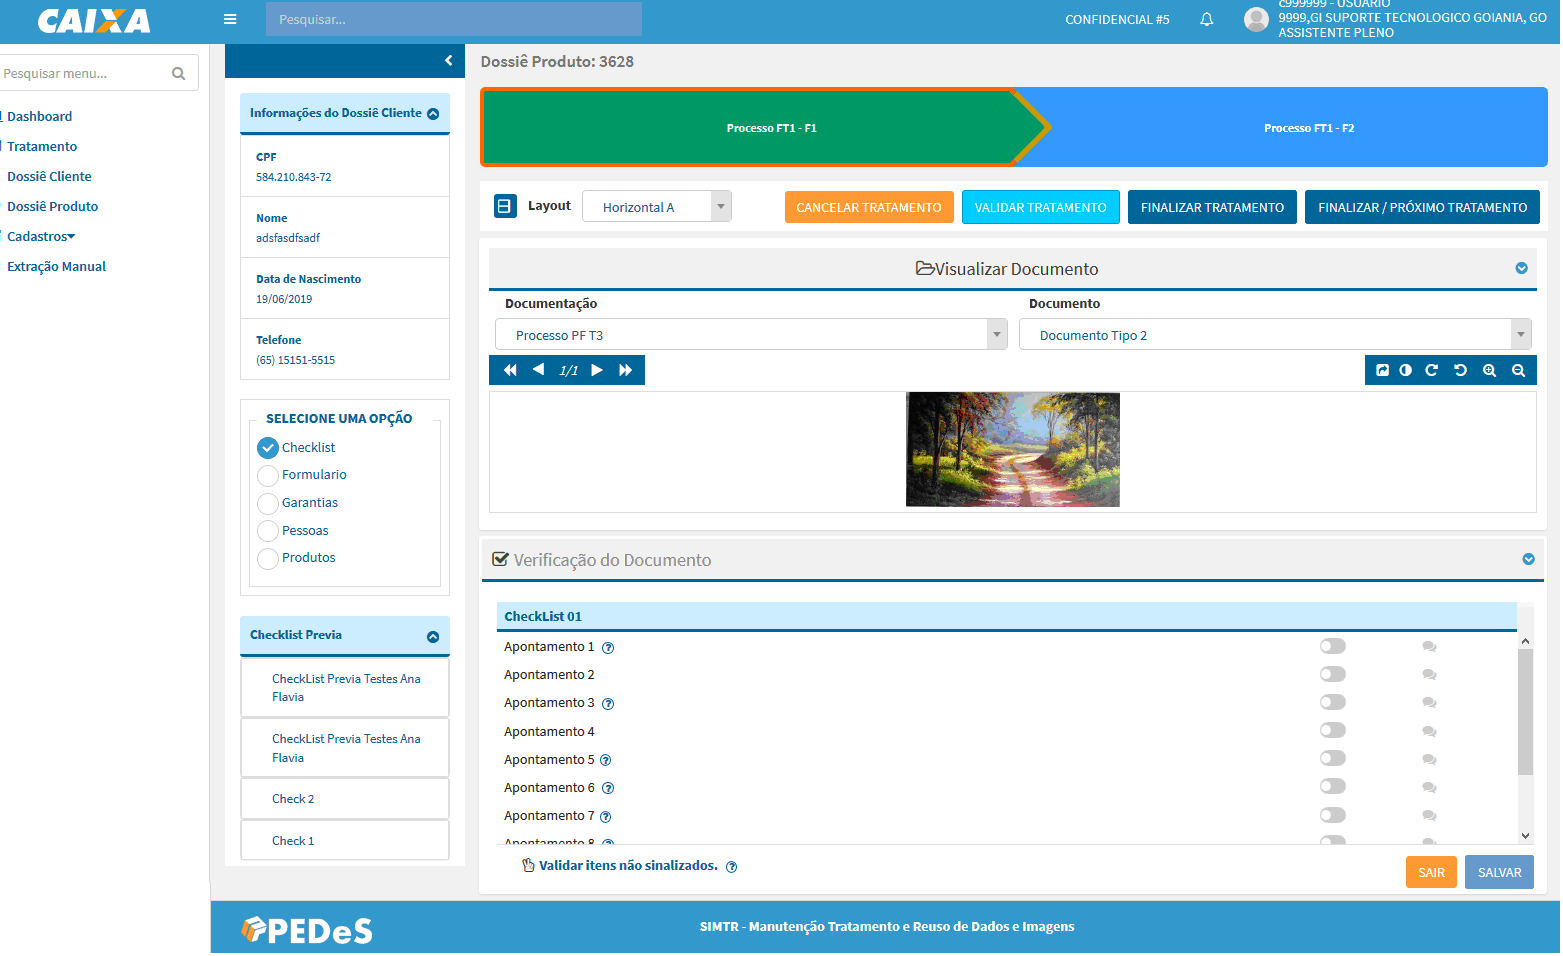 CAIXA
Pesquisar...
CONFIDENCIAL #5
c999999 - USUARIO
9999,GI SUPORTE TECNOLOGICO GOIANIA, GO
ASSISTENTE PLENO
Pesquisar menu...
Dashboard
Tratamento
Dossiê Cliente
Dossiê Produto
Cadastros
Extração Manual
Informações do Dossiê Cliente
CPF
584.210.843-72
Nome
adsfasdfsadf
Data de Nascimento
19/06/2019
Telefone
(65) 15151-5515
SELECIONE UMA OPÇÃO
Checklist
Formulario
Garantias
Pessoas
Produtos
Checklist Previa
CheckList Previa Testes Ana
Flavia
CheckList Previa Testes Ana
Flavia
Check 2
Check 1
Dossiê Produto: 3628
Processo FT1 - F1
Processo FT1 - F2
Layout
Horizontal A
CANCELAR TRATAMENTO
VALIDAR TRATAMENTO
FINALIZAR TRATAMENTO
FINALIZAR / PRÓXIMO TRATAMENTO
Visualizar Documento
Documentação
Documento
Processo PF T3
Documento Tipo 2
1/1
Verificação do Documento
CheckList 01
Apontamento 1
Apontamento 2
Apontamento 3
Apontamento 4
Apontamento 5
Apontamento 6
Apontamento 7
Apontamento 8
Validar itens não sinalizados.
SAIR
SALVAR
PEDeS
SIMTR - Manutenção Tratamento e Reuso de Dados e Imagens